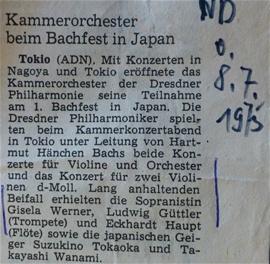 Kammerorchester
beim Bachfest in Japan
Tokio (ADN). Mit Konzerten in
Nagoya und Tokio eröffnete das
Kammerorchester der Dresdner
Philharmonie seine Teilnahme
am 1. Bachfest in Japan. Die
Dresdner Philharmoniker spiel-
ten beim Kammerkonzertabend
in Tokio unter Leitung von Hart-
mut Hänchen Bachs beide Kon-
zerte für Violine und Orchester
und das Konzert für zwei Violi-
nen d-Moll. Lang anhaltenden
Beifall erhielten die Sopranistin
Gisela Werner, Ludwig Güttler
(Trompete) und Eckhardt Haupt
(Flöte) sowie die japanischen Gei-
ger Suzukino Tokaoka und Ta-
kayashi Wanami.
ND
8.7.
1975